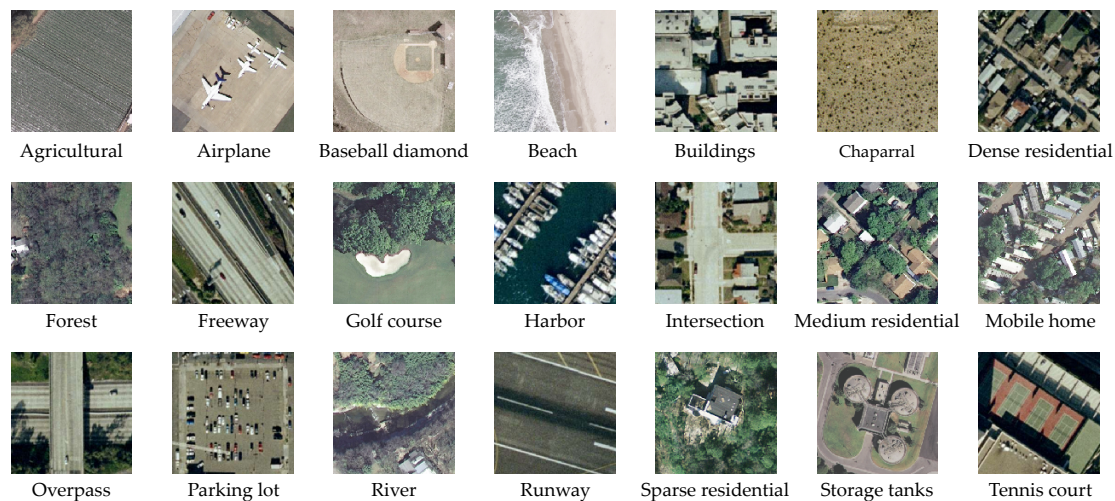 Agricultural
Airplane
Baseball diamond
Beach
Buildings
Chaparral
Dense residential
Forest
Freeway
Golf course
Harbor
Intersection
Medium residential
Mobile home
Overpass
Parking lot
River
Runway
Sparse residential
Storage tanks
Tennis court